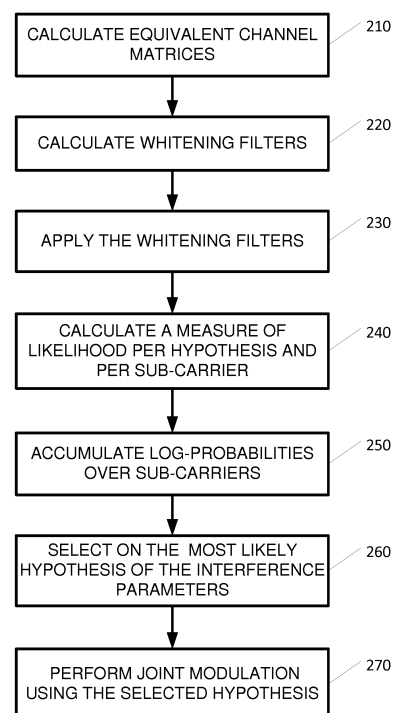 CALCULATE EQUIVALENT CHANNEL
MATRICES
210
CALCULATE WHITENING FILTERS
220
APPLY THE WHITENING FILTERS
230
CALCULATE A MEASURE OF
LIKELIHOOD PER HYPOTHESIS AND
PER SUB-CARRIER
240
ACCUMULATE LOG-PROBABILITIES
OVER SUB-CARRIERS
250
SELECT ON THE MOST LIKELY
HYPOTHESIS OF THE INTERFERENCE
PARAMETERS
260
PERFORM JOINT MODULATION
USING THE SELECTED HYPOTHESIS
270